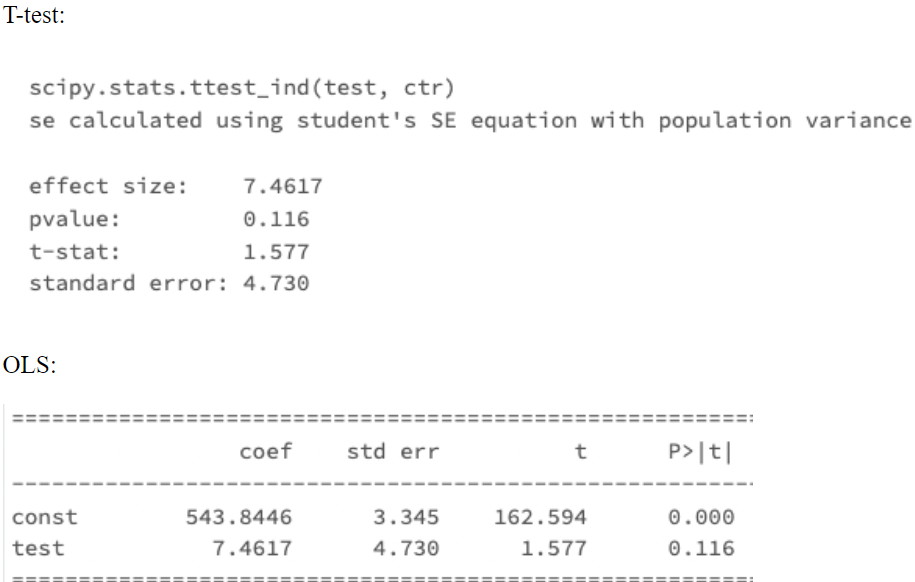 T-test:
scipy.stats.ttest_ind(test, ctr)
se calculated using student's SE equation with population variance
effect size: 7.4617
pvalue: 0.116
t-stat: 1.577
standard error: 4.730
OLS:
========================================================
coef std err t P>|t|
--------------------------------------------------------
const 543.8446 3.345 162.594 0.000
test 7.4617 4.730 1.577 0.116
========================================================